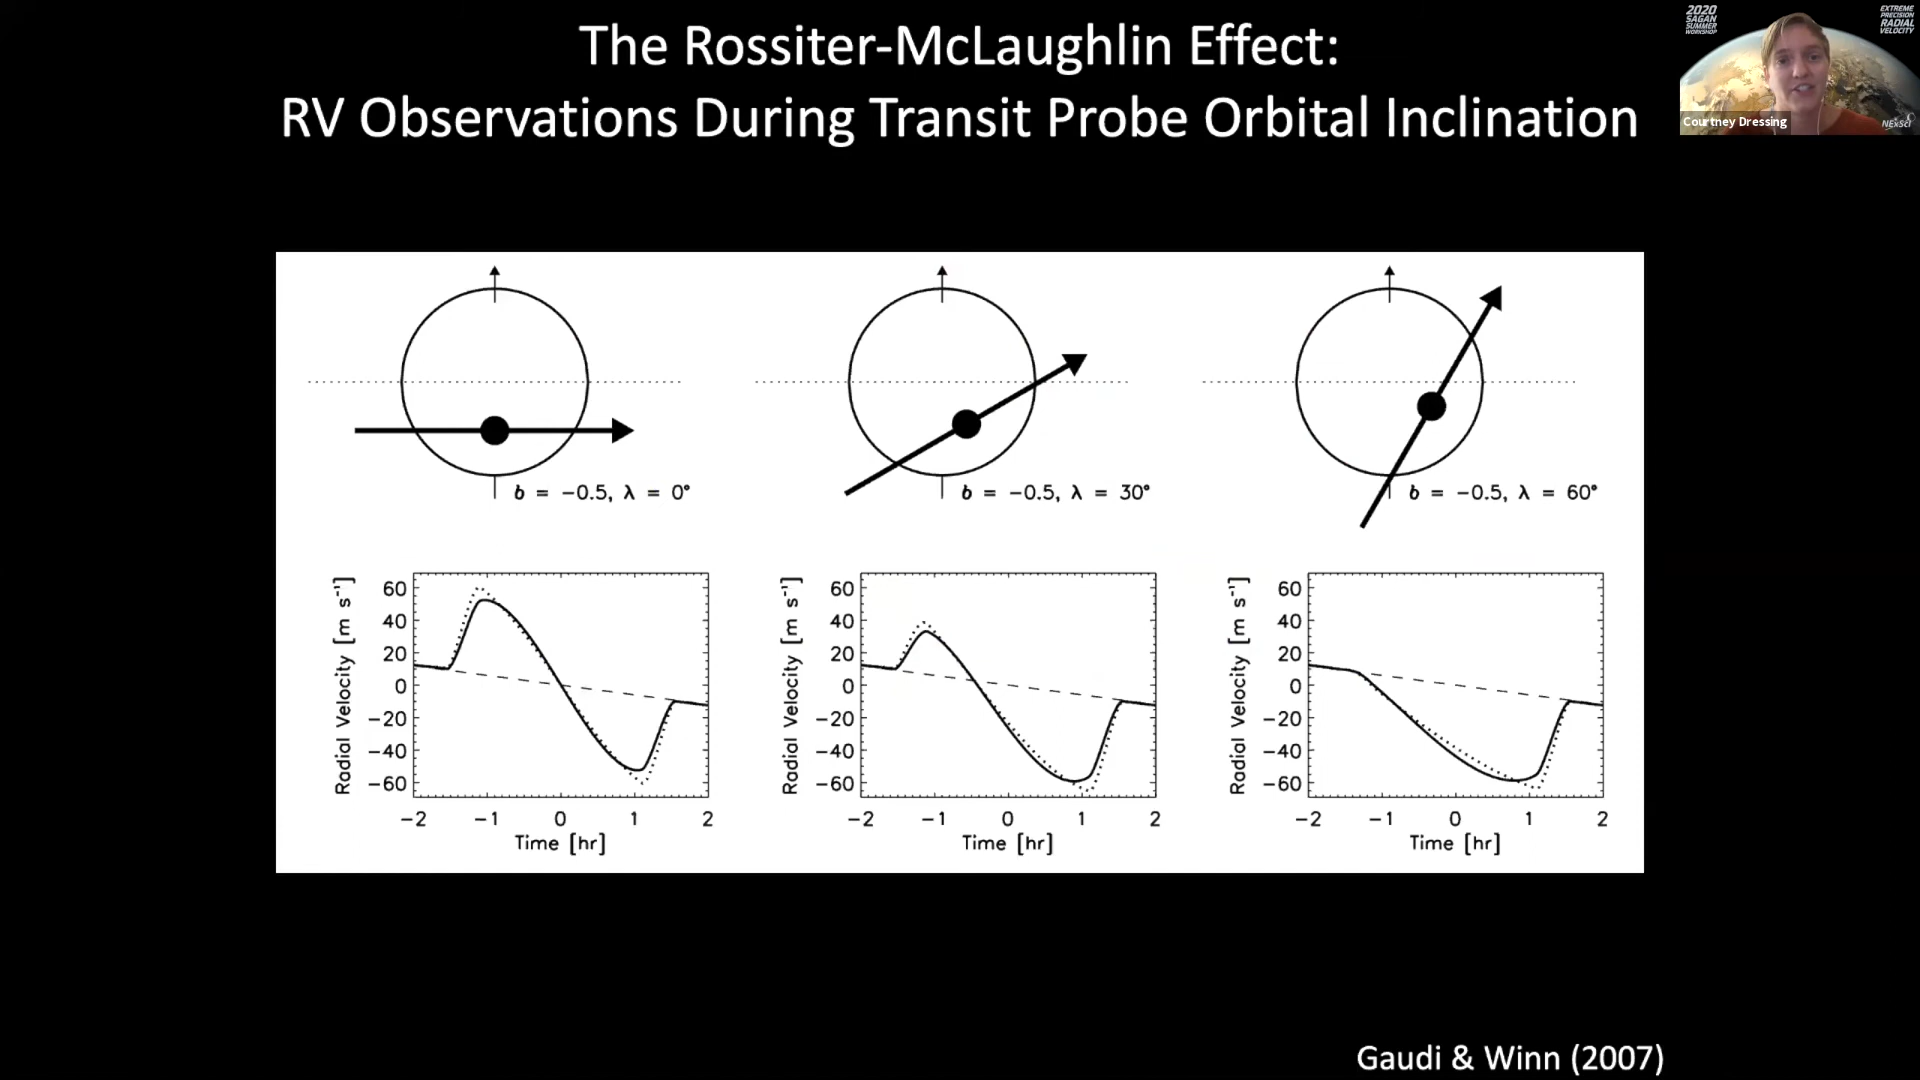 The Rossiter-McLaughlin Effect:
RV Observations During Transit Probe Orbital Inclination
2020
SAGAN
SUMMER
WORKSHOP
EXTREME
PRECISION
RADIAL
VELOCITY
Courtney Dressing
NExScI
b = −0.5, λ = 0°
b = −0.5, λ = 30°
b = −0.5, λ = 60°
Radial Velocity [m s⁻¹]
60
40
20
0
−20
−40
−60
−2 −1 0 1 2
Time [hr]
Radial Velocity [m s⁻¹]
60
40
20
0
−20
−40
−60
−2 −1 0 1 2
Time [hr]
Radial Velocity [m s⁻¹]
60
40
20
0
−20
−40
−60
−2 −1 0 1 2
Time [hr]
Gaudi & Winn (2007)